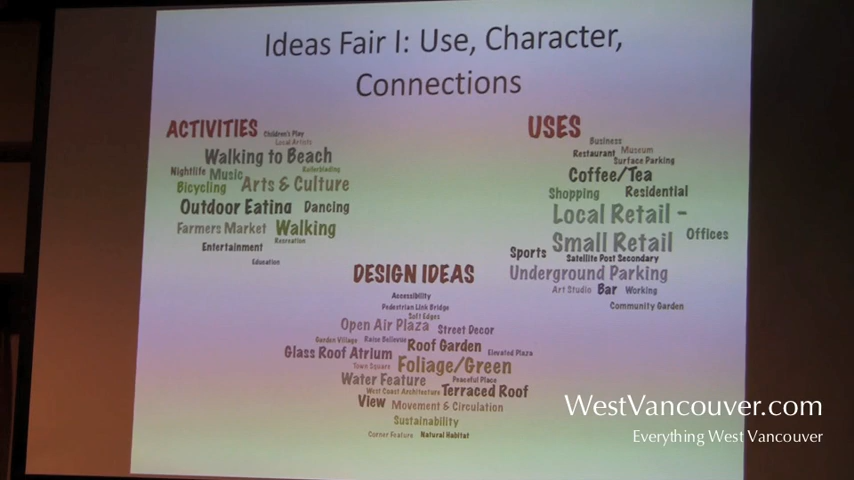 Ideas Fair I: Use, Character,
Connections
ACTIVITIES
Children's Play
Local Artists
Walking to Beach
Rollerblading
Nightlife Music
Bicycling Arts & Culture
Outdoor Eating Dancing
Farmers Market Walking
Recreation
Entertainment
Education
USES
Business
Restaurant Museum
Surface Parking
Coffee/Tea
Shopping Residential
Local Retail -
Small Retail Offices
Sports Satellite Post Secondary
Underground Parking
Art Studio Bar Working
Community Garden
DESIGN IDEAS
Accessibility
Pedestrian Link Bridge
Soft Edges
Open Air Plaza Street Decor
Garden Village Raise Bellevue Roof Garden
Glass Roof Atrium Elevated Plaza
Town Square Foliage/Green
Water Feature Peaceful Place
West Coast Architecture Terraced Roof
View Movement & Circulation
Sustainability
Corner Feature Natural Habitat
WestVancouver.com
Everything West Vancouver